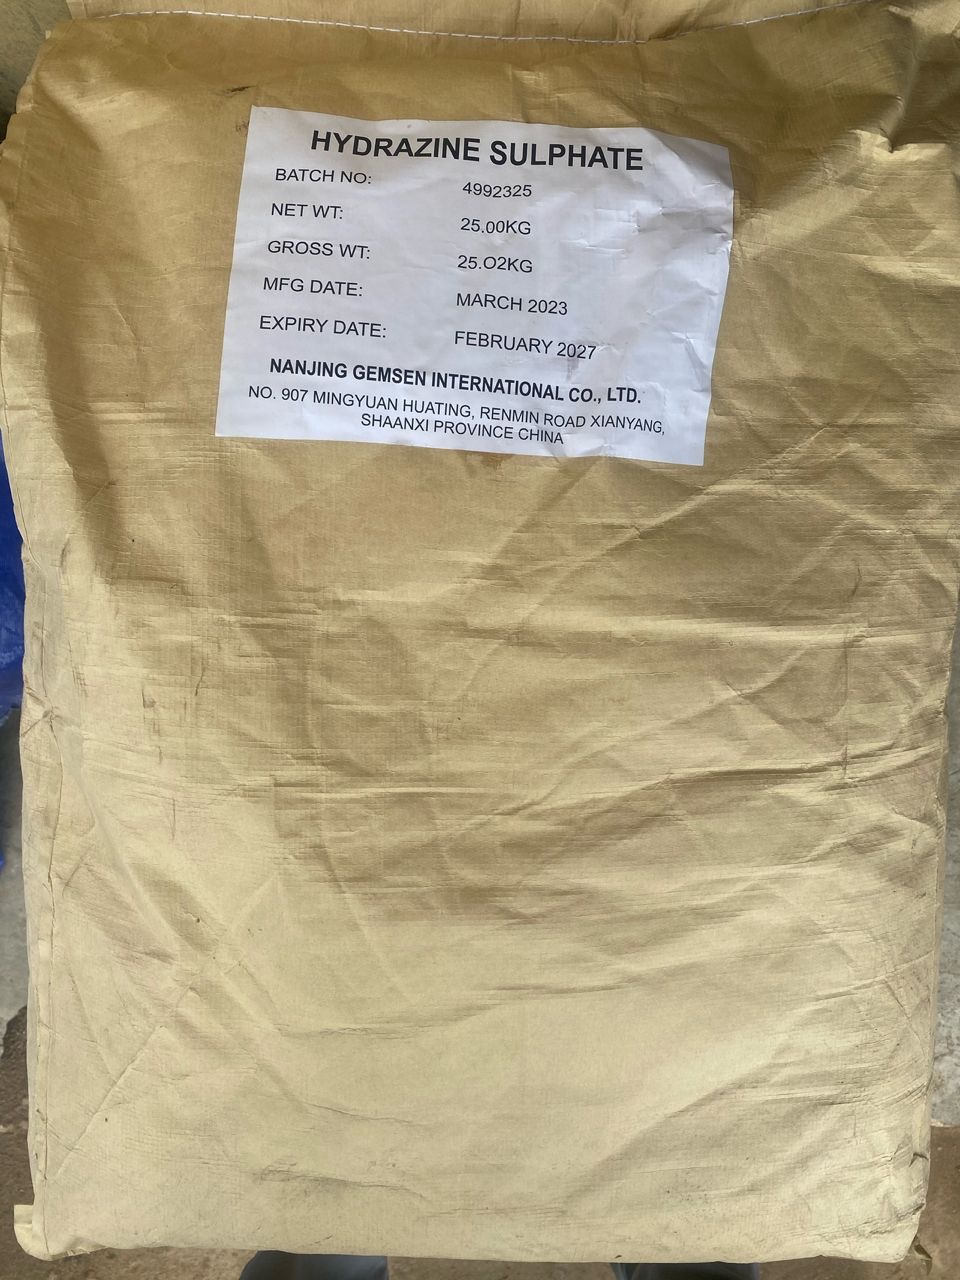 HYDRAZINE SULPHATE
BATCH NO: 4992325
NET WT: 25.00KG
GROSS WT: 25.O2KG
MFG DATE: MARCH 2023
EXPIRY DATE: FEBRUARY 2027
NANJING GEMSEN INTERNATIONAL CO., LTD.
NO. 907 MINGYUAN HUATING, RENMIN ROAD XIANYANG,
SHAANXI PROVINCE CHINA